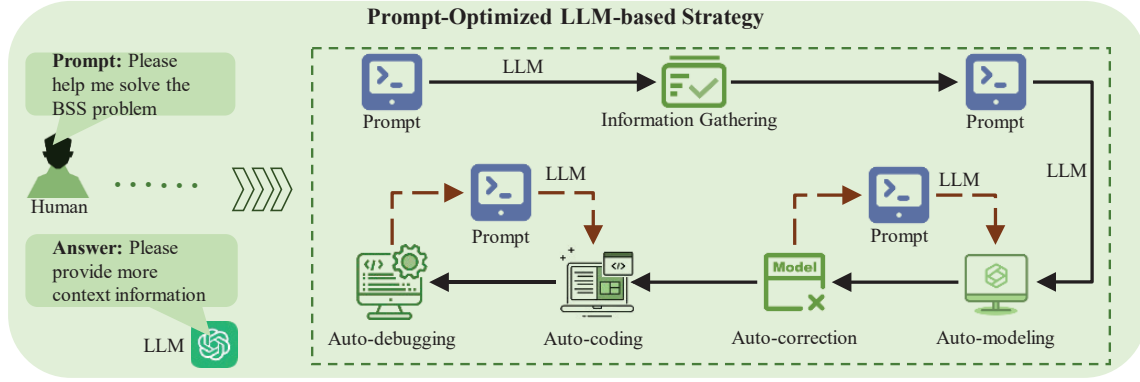 Prompt-Optimized LLM-based Strategy
Prompt: Please
help me solve the
BSS problem
Human
Answer: Please
provide more
context information
LLM
LLM
Prompt
Information Gathering
Prompt
LLM
LLM
Prompt
LLM
Prompt
</>
</>
Model
Auto-debugging
Auto-coding
Auto-correction
Auto-modeling